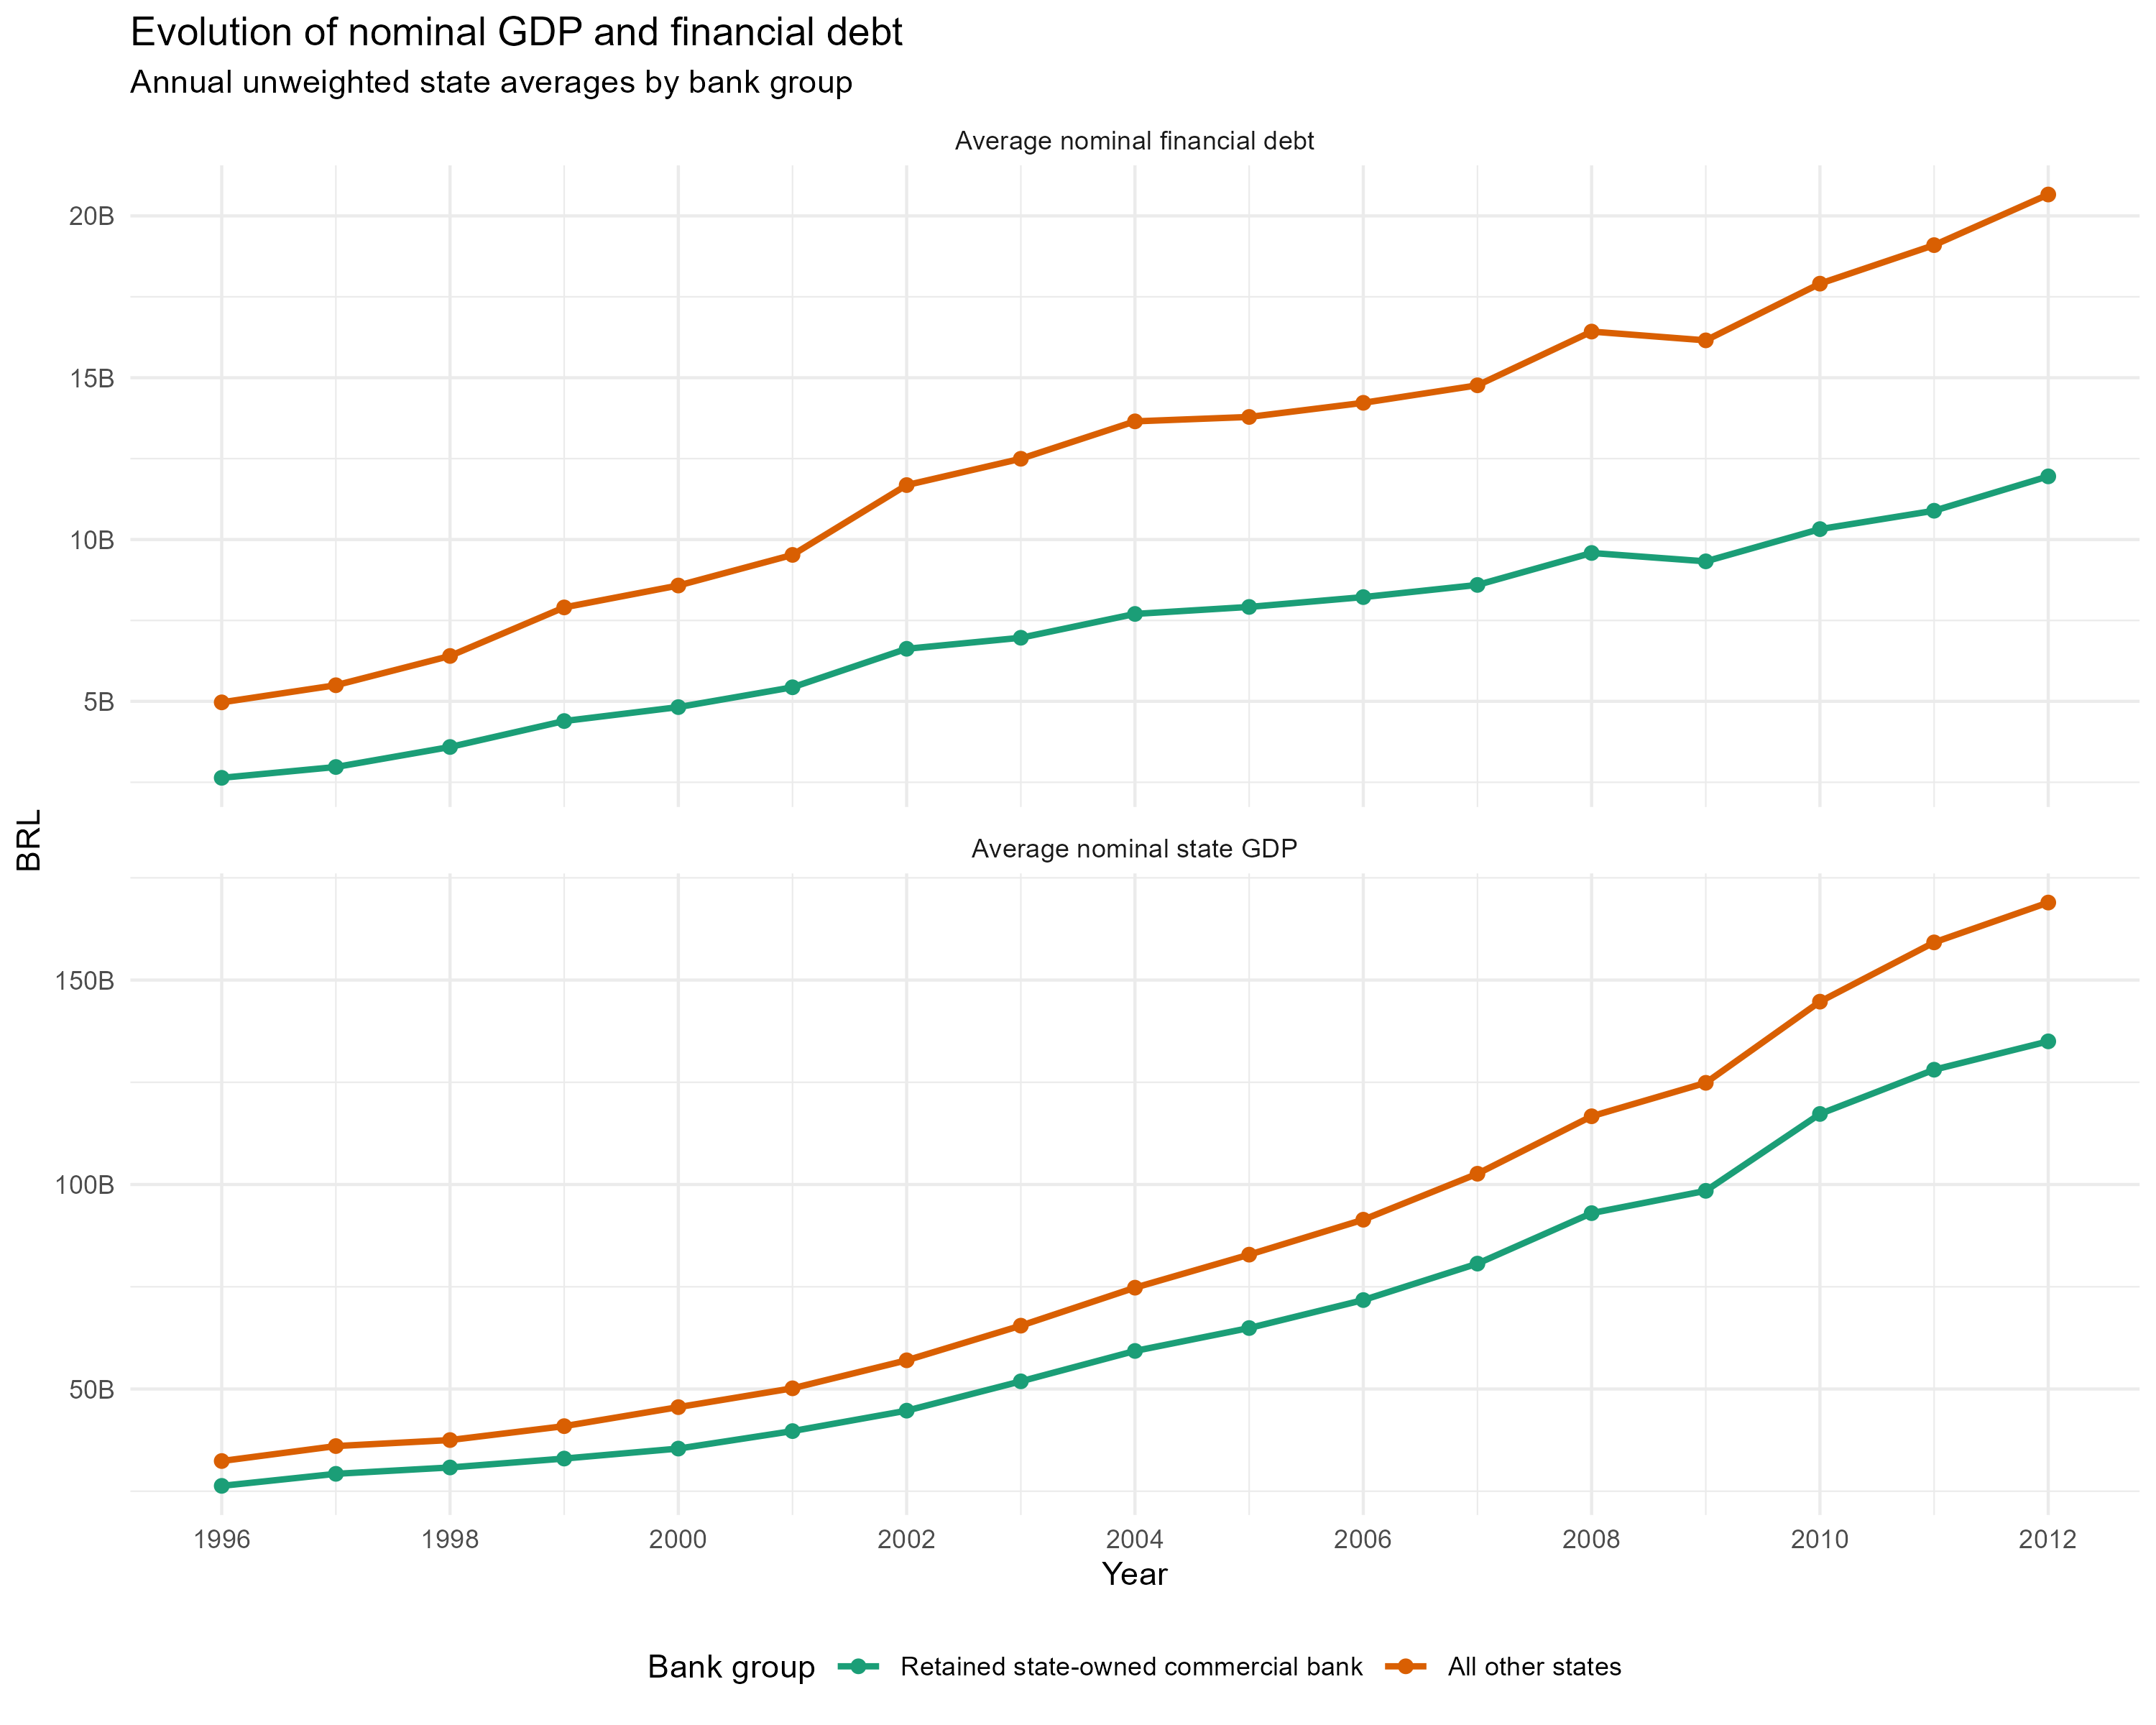 Evolution of nominal GDP and financial debt
Annual unweighted state averages by bank group
Average nominal financial debt
20B
15B
10B
5B
BRL
Average nominal state GDP
150B
100B
50B
1996 1998 2000 2002 2004 2006 2008 2010 2012
Year
Bank group Retained state-owned commercial bank All other states